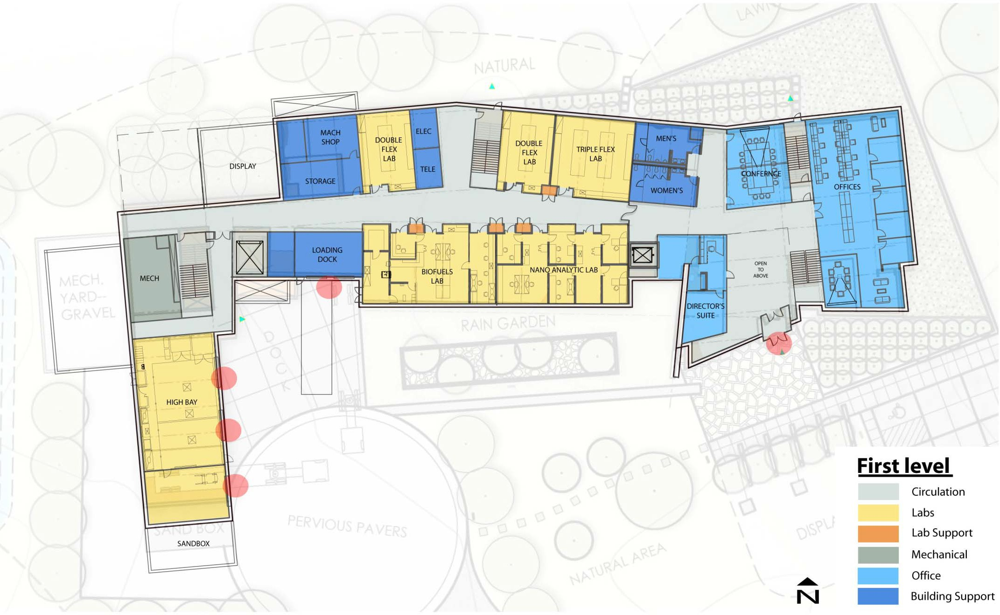 LAWN
NATURAL
MACH
SHOP
DOUBLE
FLEX
LAB
ELEC
TELE
STORAGE
DISPLAY
DOUBLE
FLEX
LAB
TRIPLE FLEX
LAB
MEN'S
WOMEN'S
CONFERNCE
OFFICES
MECH
LOADING
DOCK
BIOFUELS
LAB
NANO ANALYTIC LAB
OPEN
TO
ABOVE
DIRECTOR'S
SUITE
MECH.
YARD--
GRAVEL
RAIN GARDEN
DOCK
B
HIGH BAY
SAND BOX
SANDBOX
PERVIOUS PAVERS
NATURAL AREA
DISPLA
First level
Circulation
Labs
Lab Support
Mechanical
Office
Building Support
N